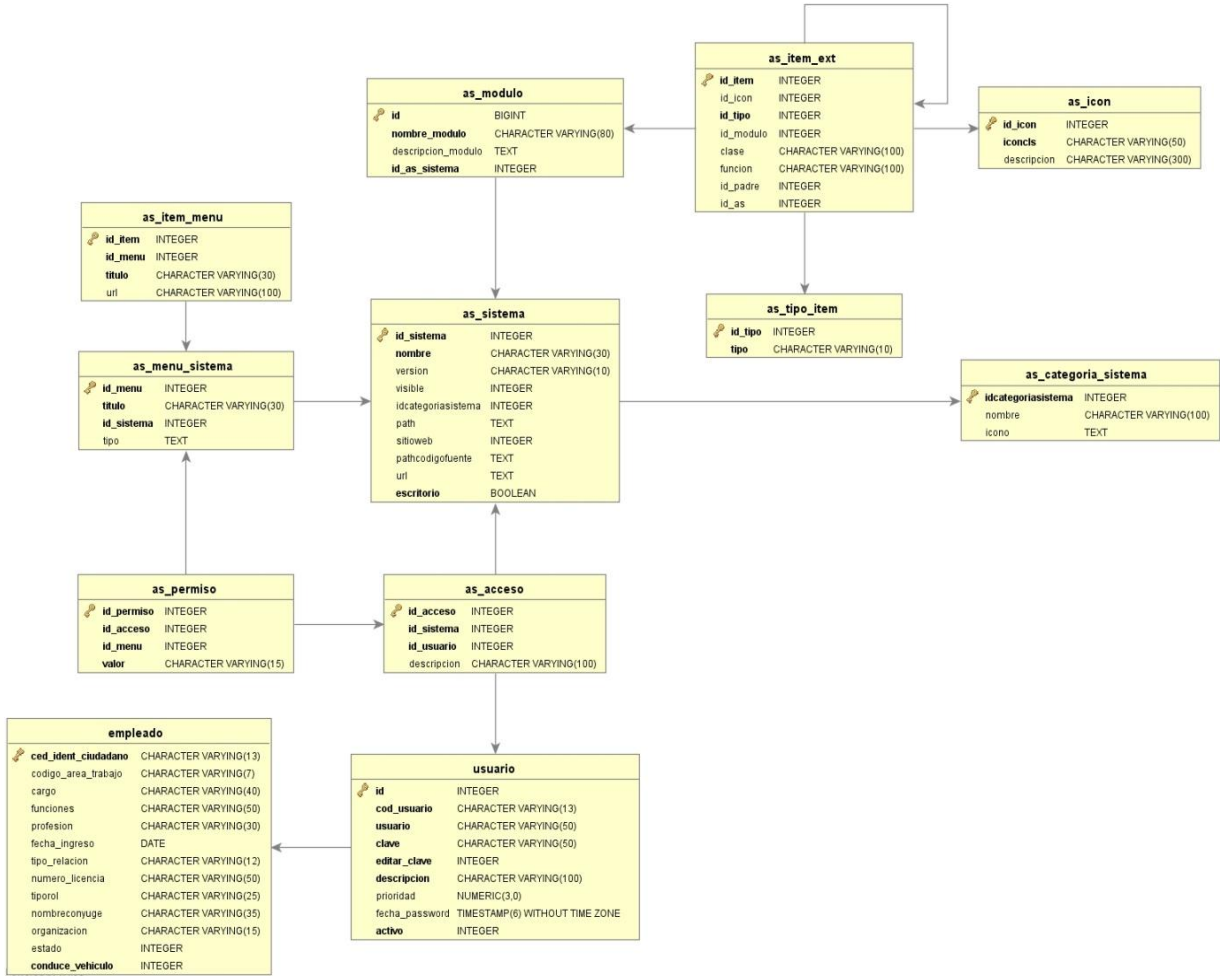 as_item_ext
id_item INTEGER
id_icon INTEGER
id_tipo INTEGER
id_modulo INTEGER
clase CHARACTER VARYING(100)
funcion CHARACTER VARYING(100)
id_padre INTEGER
id_as INTEGER
as_modulo
id BIGINT
nombre_modulo CHARACTER VARYING(80)
descripcion_modulo TEXT
id_as_sistema INTEGER
as_icon
id_icon INTEGER
iconcls CHARACTER VARYING(50)
descripcion CHARACTER VARYING(300)
as_item_menu
id_item INTEGER
id_menu INTEGER
titulo CHARACTER VARYING(30)
url CHARACTER VARYING(100)
as_sistema
id_sistema INTEGER
nombre CHARACTER VARYING(30)
version CHARACTER VARYING(10)
visible INTEGER
idcategoriasistema INTEGER
path TEXT
sitioweb INTEGER
pathcodigofuente TEXT
url TEXT
escritorio BOOLEAN
as_tipo_item
id_tipo INTEGER
tipo CHARACTER VARYING(10)
as_menu_sistema
id_menu INTEGER
titulo CHARACTER VARYING(30)
id_sistema INTEGER
tipo TEXT
as_categoria_sistema
idcategoriasistema INTEGER
nombre CHARACTER VARYING(100)
icono TEXT
as_permiso
id_permiso INTEGER
id_acceso INTEGER
id_menu INTEGER
valor CHARACTER VARYING(15)
as_acceso
id_acceso INTEGER
id_sistema INTEGER
id_usuario INTEGER
descripcion CHARACTER VARYING(100)
empleado
ced_ident_ciudadano CHARACTER VARYING(13)
codigo_area_trabajo CHARACTER VARYING(7)
cargo CHARACTER VARYING(40)
funciones CHARACTER VARYING(50)
profesion CHARACTER VARYING(30)
fecha_ingreso DATE
tipo_relacion CHARACTER VARYING(12)
numero_licencia CHARACTER VARYING(50)
tiporol CHARACTER VARYING(25)
nombreconyuge CHARACTER VARYING(35)
organizacion CHARACTER VARYING(15)
estado INTEGER
conduce_vehiculo INTEGER
usuario
id INTEGER
cod_usuario CHARACTER VARYING(13)
usuario CHARACTER VARYING(50)
clave CHARACTER VARYING(50)
editar_clave INTEGER
descripcion CHARACTER VARYING(100)
prioridad NUMERIC(3,0)
fecha_password TIMESTAMP(6) WITHOUT TIME ZONE
activo INTEGER